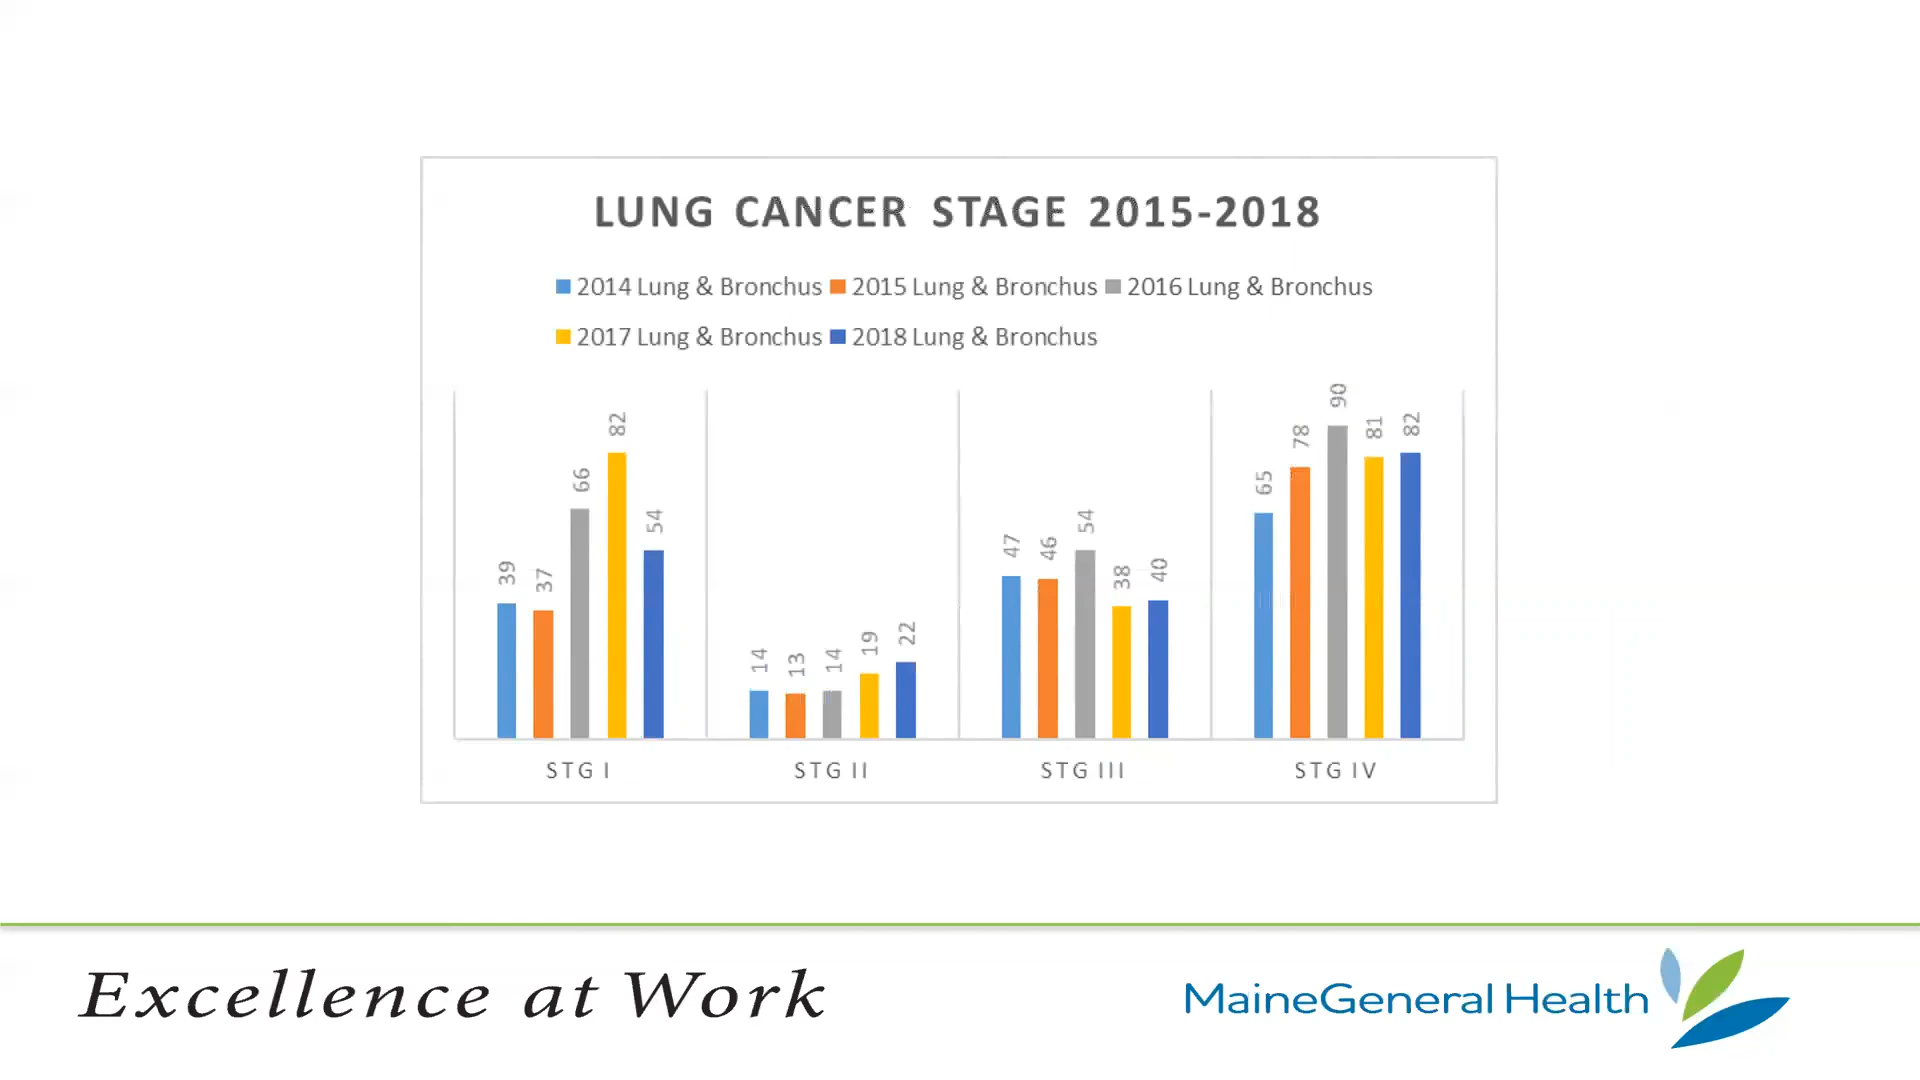 LUNG CANCER STAGE 2015-2018
2014 Lung & Bronchus 2015 Lung & Bronchus 2016 Lung & Bronchus
2017 Lung & Bronchus 2018 Lung & Bronchus
39 37 66 82 54
14 13 14 19 22
47 46 54 38 40
65 78 90 81 82
STG I STG II STG III STG IV
Excellence at Work
MaineGeneral Health